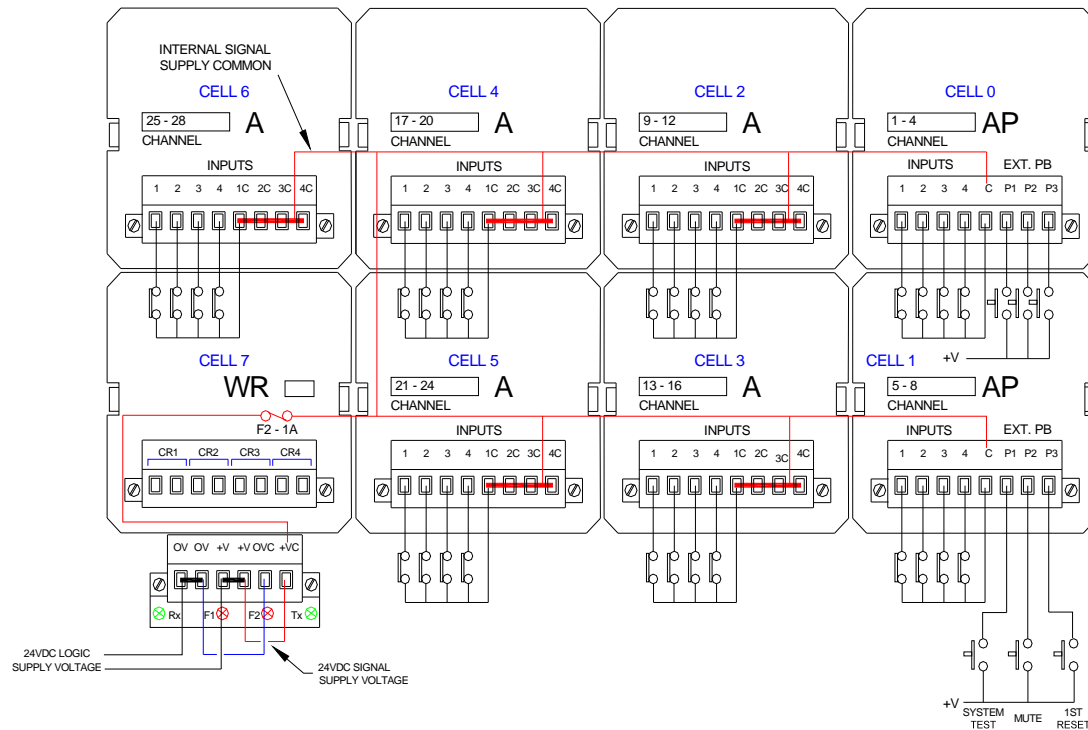 INTERNAL SIGNAL
SUPPLY COMMON
CELL 6
25 - 28
A
CHANNEL
INPUTS
1 2 3 4 1C 2C 3C 4C
CELL 4
17 - 20
A
CHANNEL
INPUTS
1 2 3 4 1C 2C 3C 4C
CELL 2
9 - 12
A
CHANNEL
INPUTS
1 2 3 4 1C 2C 3C 4C
CELL 0
1 - 4
AP
CHANNEL
INPUTS EXT. PB
1 2 3 4 C P1 P2 P3
+V
CELL 7
WR
F2 - 1A
CR1 CR2 CR3 CR4
CELL 5
21 - 24
A
CHANNEL
INPUTS
1 2 3 4 1C 2C 3C 4C
CELL 3
13 - 16
A
CHANNEL
INPUTS
1 2 3 4 1C 2C 3C 4C
CELL 1
5 - 8
AP
CHANNEL
INPUTS EXT. PB
1 2 3 4 C P1 P2 P3
OV OV +V +V OVC +VC
Rx F1 F2 Tx
24VDC LOGIC
SUPPLY VOLTAGE
24VDC SIGNAL
SUPPLY VOLTAGE
+V
SYSTEM
TEST
MUTE
1ST
RESET